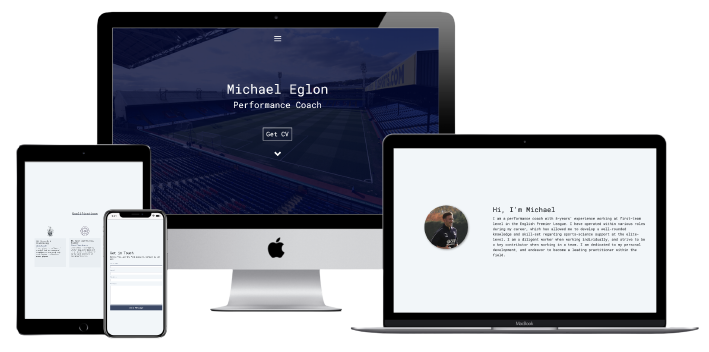 Michael Eglon
Performance Coach
Get CV
Hi, I'm Michael
I am a performance coach with 6-years' experience working at first-team
level in the English Premier League. I have operated within various roles
during my career, which has allowed me to develop a well-rounded
knowledge and skill-set regarding sports-science support at the elite-
level. I am a diligent worker when working individually, and strive to be
a key contributor when working in a team. I am dedicated to my personal
development, and endeavor to become a leading practitioner within the
field.
Qualifications
Get in Touch
MacBook